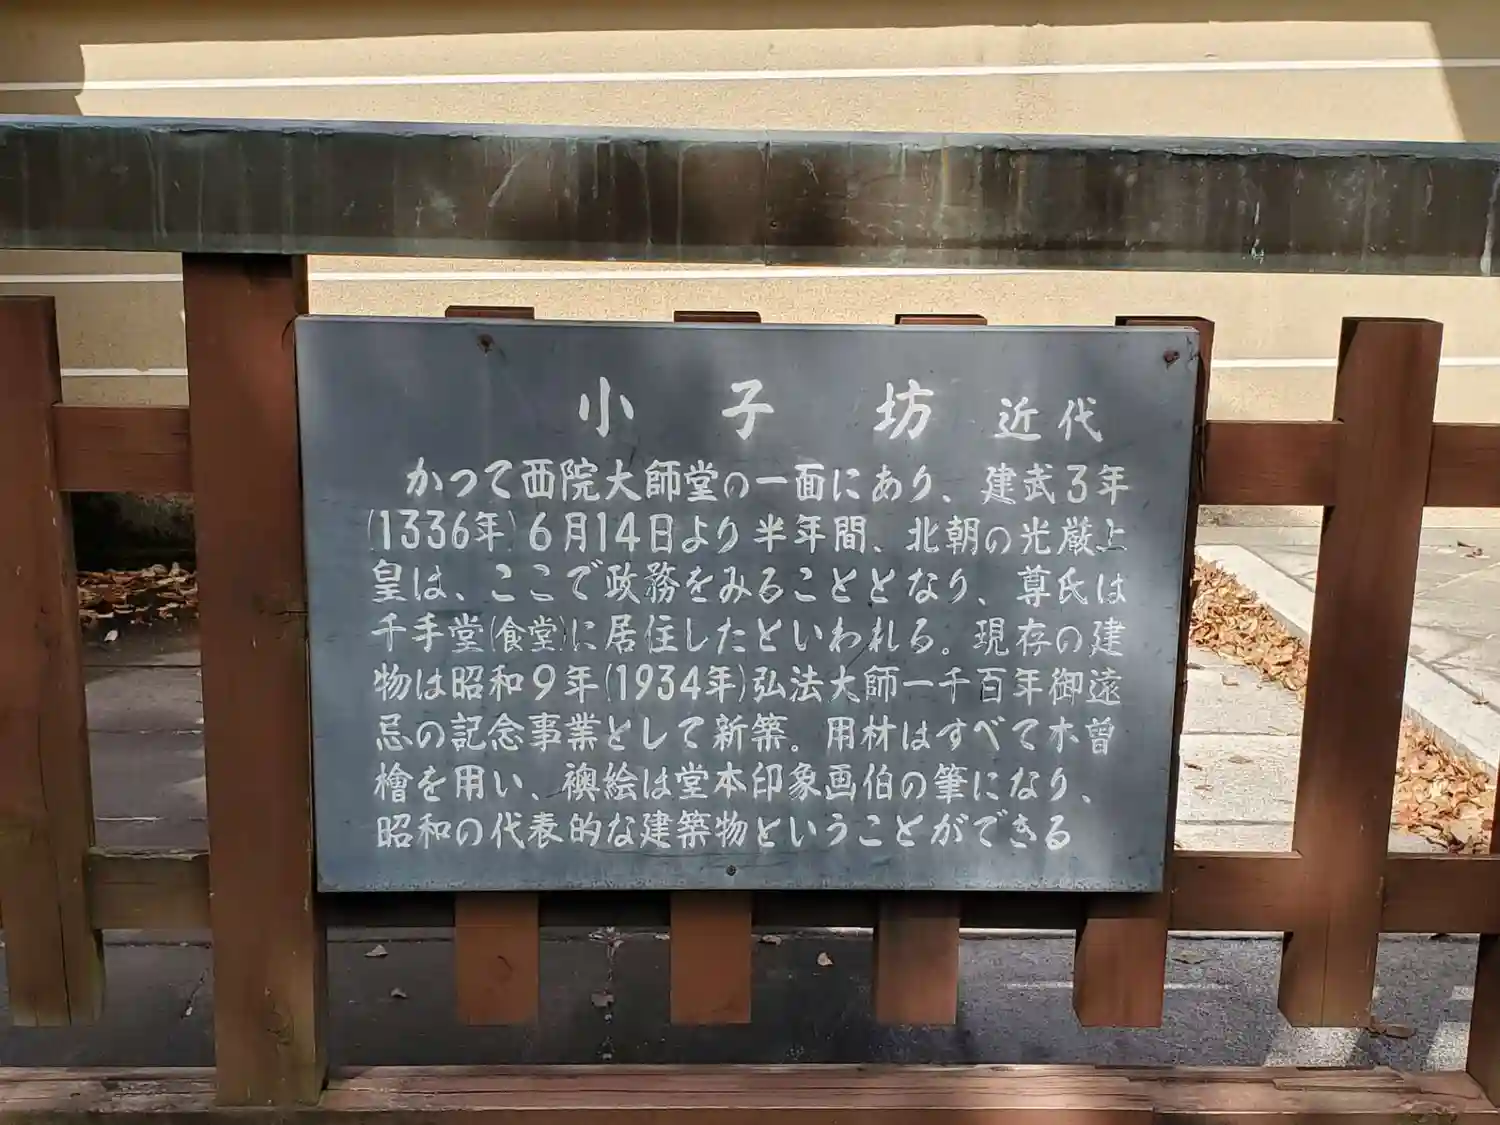 小子坊 近代
かつて西院大師堂の一面にあり、建武3年
(1336年)6月14日より半年間、北朝の光厳上
皇は、ここで政務をみることとなり、尊氏は
千手堂(食堂)に居住したといわれる。現存の建
物は昭和9年(1934年)弘法大師一千百年御遠
忌の記念事業として新築。用材はすべて木曽
檜を用い、襖絵は堂本印象画伯の筆になり、
昭和の代表的な建築物ということができる